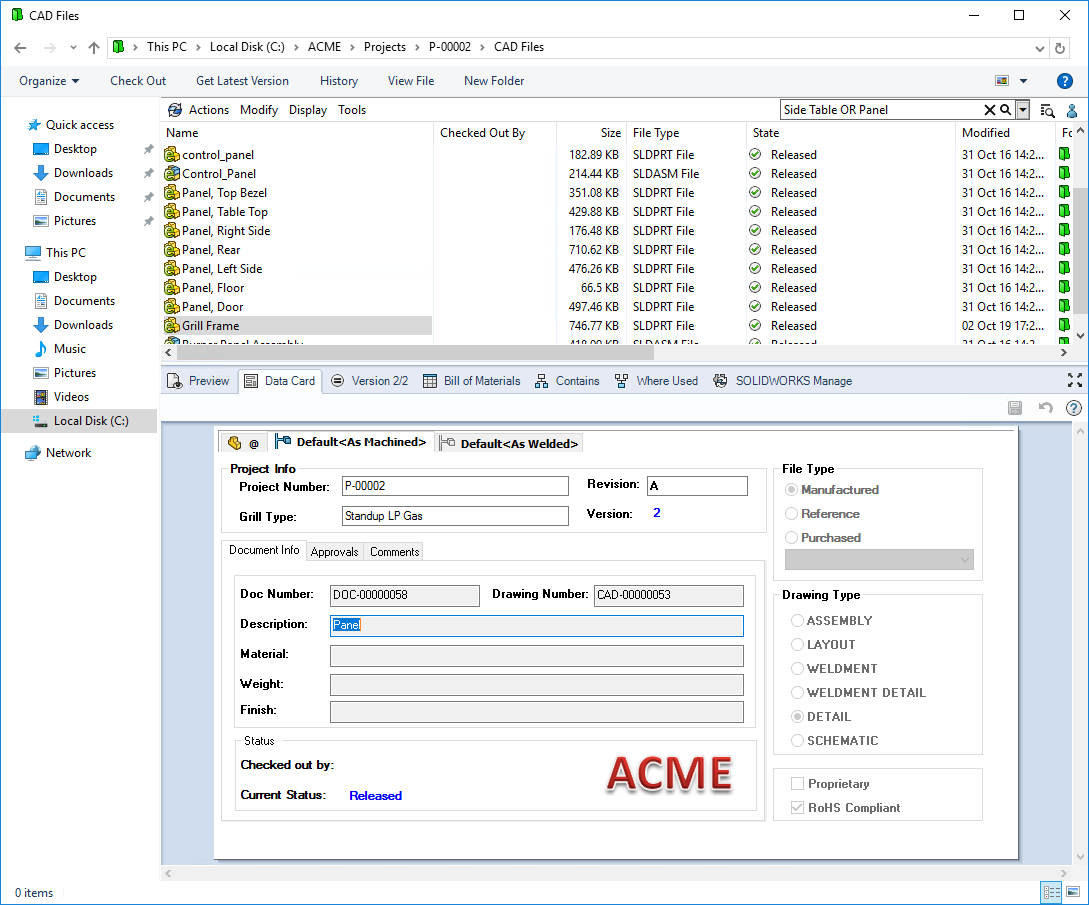 CAD Files
This PC > Local Disk (C:) > ACME > Projects > P-00002 > CAD Files
Organize Check Out Get Latest Version History View File New Folder
Quick access
Desktop
Downloads
Documents
Pictures
This PC
Desktop
Documents
Downloads
Music
Pictures
Videos
Local Disk (C:)
Network
Actions Modify Display Tools Side Table OR Panel
Name Checked Out By Size File Type State Modified Fo
control_panel 182.89 KB SLDPRT File Released 31 Oct 16 14:2...
Control_Panel 214.44 KB SLDASM File Released 31 Oct 16 14:2...
Panel, Top Bezel 351.08 KB SLDPRT File Released 31 Oct 16 14:2...
Panel, Table Top 429.88 KB SLDPRT File Released 31 Oct 16 14:2...
Panel, Right Side 176.48 KB SLDPRT File Released 31 Oct 16 14:2...
Panel, Rear 710.62 KB SLDPRT File Released 31 Oct 16 14:2...
Panel, Left Side 476.26 KB SLDPRT File Released 31 Oct 16 14:2...
Panel, Floor 66.5 KB SLDPRT File Released 31 Oct 16 14:2...
Panel, Door 497.46 KB SLDPRT File Released 31 Oct 16 14:2...
Grill Frame 746.77 KB SLDPRT File Released 02 Oct 19 17:2...
Burner Panel Assembly SLDASM File Released 31 Oct 16 14:2...
Preview Data Card Version 2/2 Bill of Materials Contains Where Used SOLIDWORKS Manage
@ Default<As Machined> Default<As Welded>
Project Info
Project Number: P-00002 Revision: A
Grill Type: Standup LP Gas Version: 2
Document Info Approvals Comments
Doc Number: DOC-00000058 Drawing Number: CAD-00000053
Description: Panel
Material:
Weight:
Finish:
Status
Checked out by:
Current Status: Released
ACME
File Type
Manufactured
Reference
Purchased
Drawing Type
ASSEMBLY
LAYOUT
WELDMENT
WELDMENT DETAIL
DETAIL
SCHEMATIC
Proprietary
RoHS Compliant
0 items